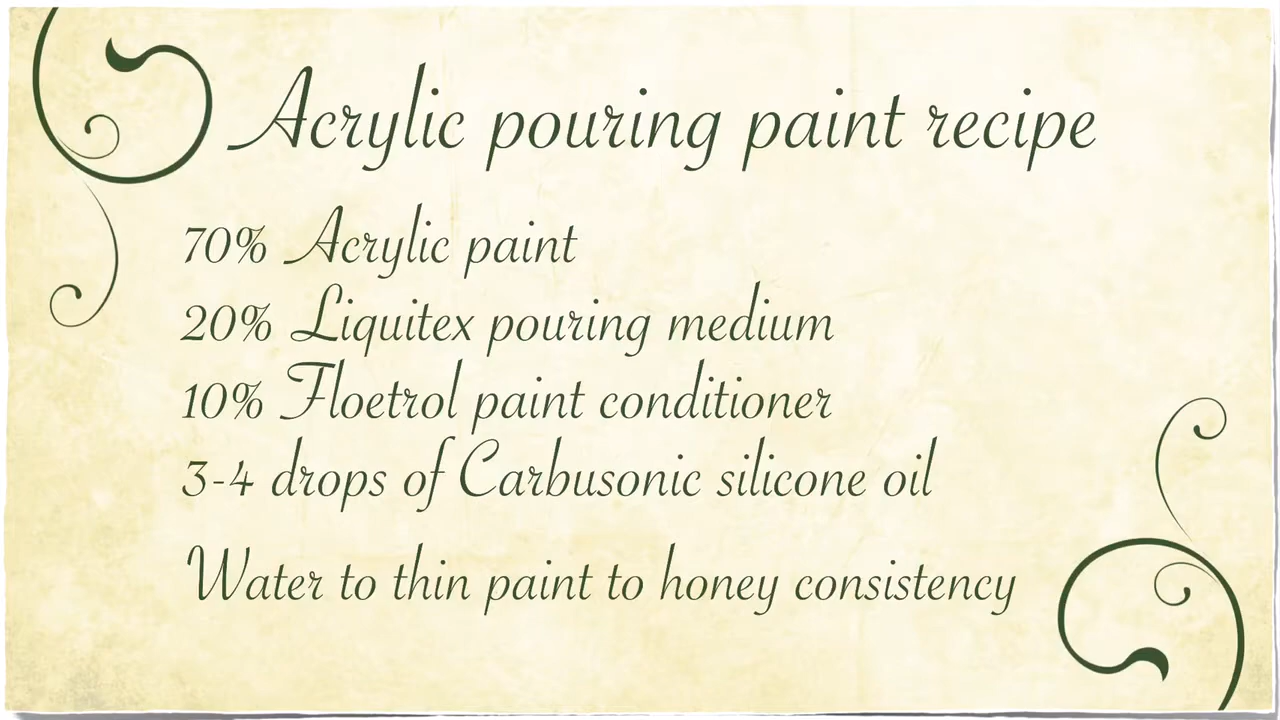 Acrylic pouring paint recipe
70% Acrylic paint
20% Liquitex pouring medium
10% Floetrol paint conditioner
3-4 drops of Carbusonic silicone oil
Water to thin paint to honey consistency